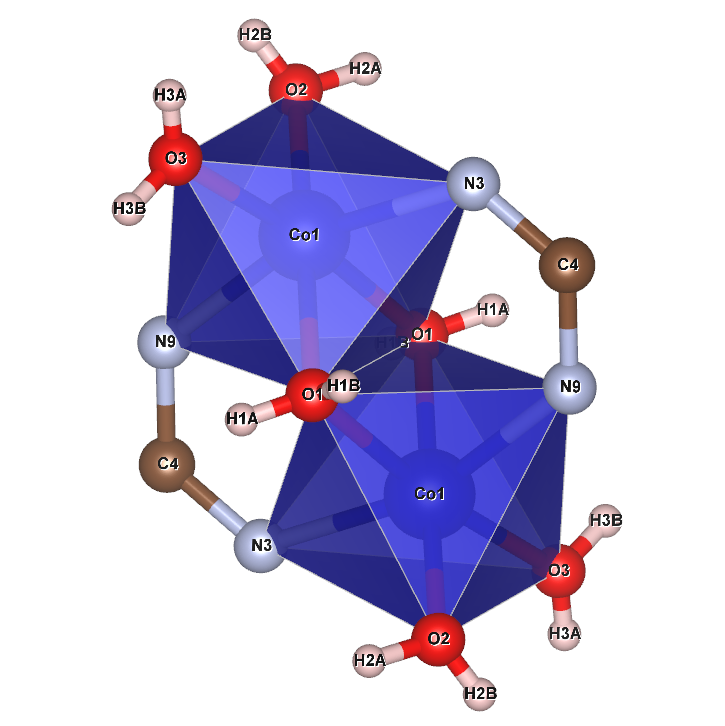 H2B
H2A
O2
H3A
O3
N3
H3B
Co1
C4
H1A
O1
H1B
N9
H1B
N9
O1
H1A
C4
Co1
H3B
N3
O3
H3A
O2
H2A
H2B